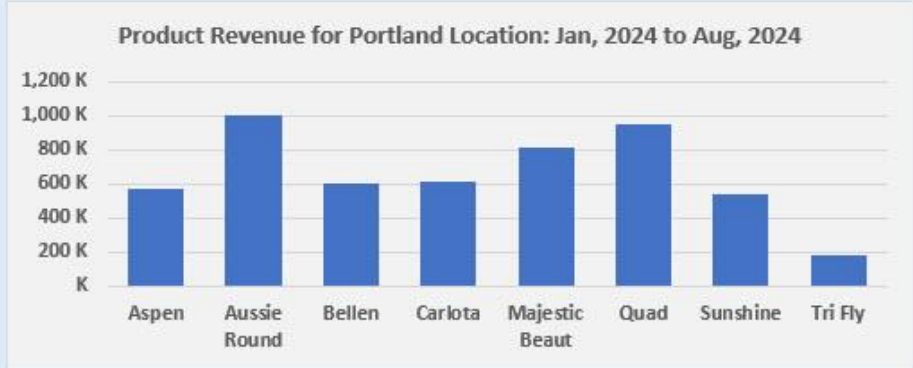 Product Revenue for Portland Location: Jan, 2024 to Aug, 2024
1,200 K
1,000 K
800 K
600 K
400 K
200 K
K
Aspen
Aussie
Round
Bellen
Carlota
Majestic
Beaut
Quad
Sunshine
Tri Fly